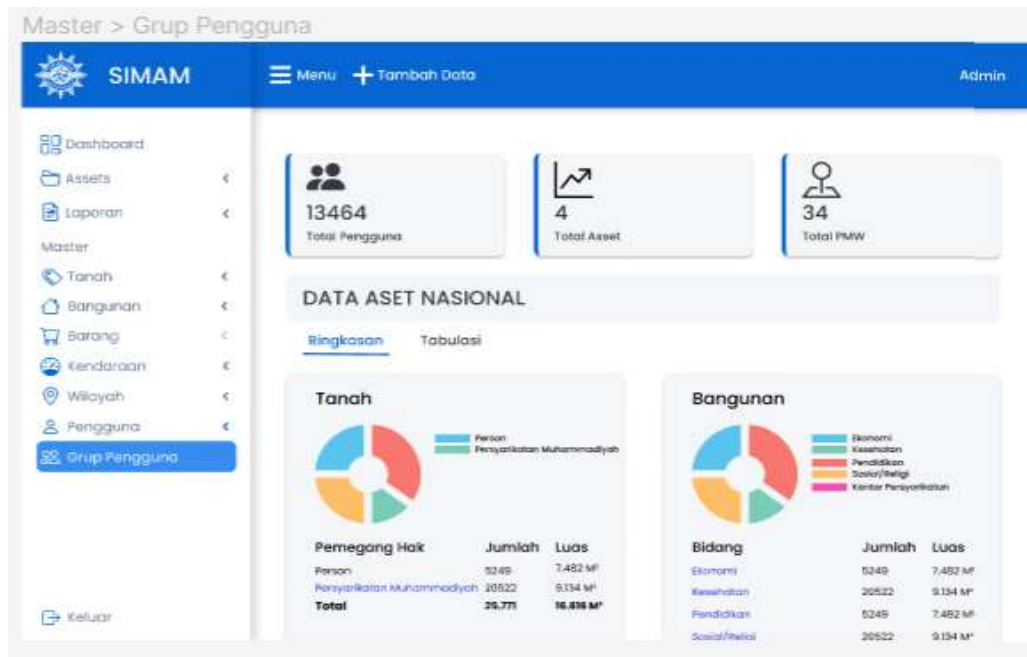 Master > Grup Pengguna
SIMAM
Menu + Tambah Data
Admin
Dashboard
Assets
Laporan
Master
Tanah
Bangunan
Barang
Kendaraan
Wilayah
Pengguna
Grup Pengguna
Keluar
13464
Total Pengguna
4
Total Asset
34
Total PMW
DATA ASET NASIONAL
Ringkasan Tabulasi
Tanah
Person
Persyarikatan Muhammadiyah
Pemegang Hak Jumlah Luas
Person 5249 7.482 M²
Persyarikatan Muhammadiyah 20522 9.134 M²
Total 25.771 16.616 M²
Bangunan
Ekonomi
Kesehatan
Pendidikan
Sosial/Religi
Kantor Persyarikatan
Bidang Jumlah Luas
Ekonomi 5249 7.482 M²
Kesehatan 20522 9.134 M²
Pendidikan 5249 7.482 M²
Sosial/Religi 20522 9.134 M²